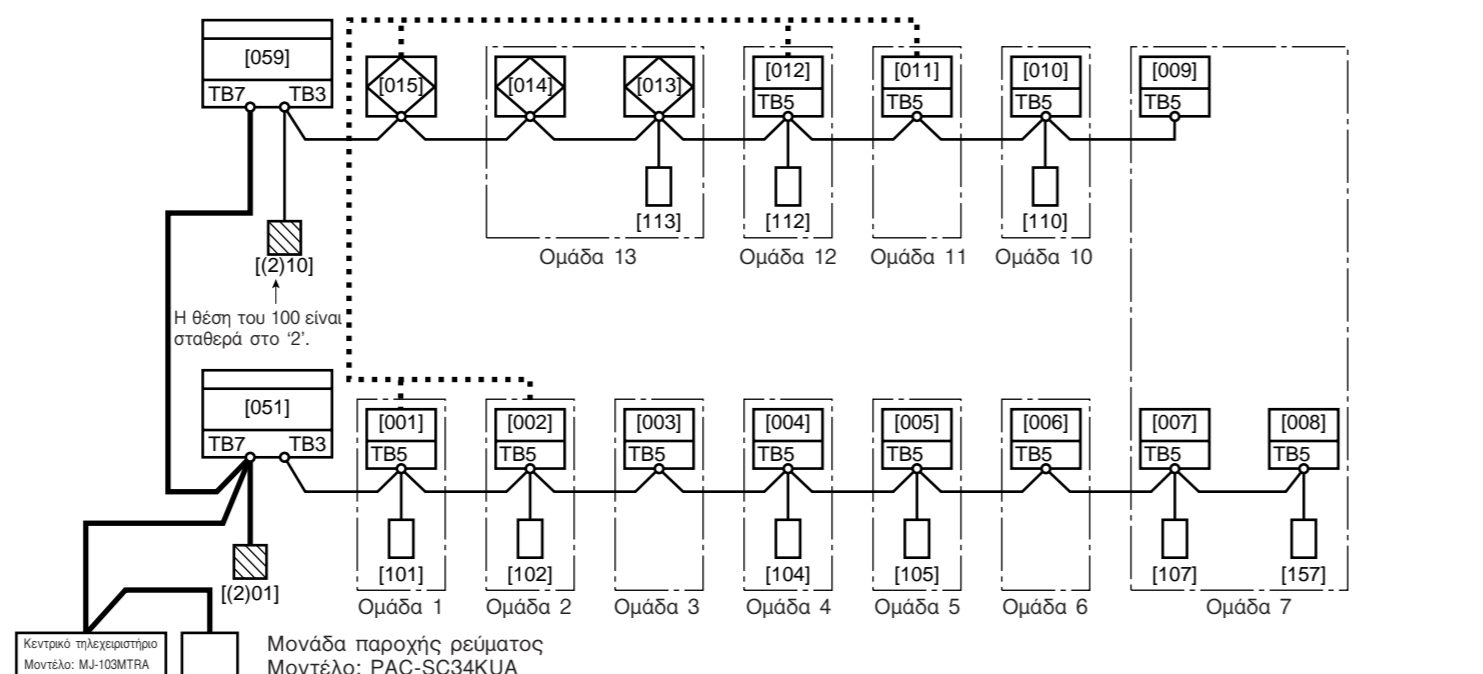 [059]
TB7 TB3
[015]
[014]
[013]
[012]
TB5
[011]
TB5
[010]
TB5
[009]
TB5
[113]
[112]
[110]
Ομάδα 13
Ομάδα 12
Ομάδα 11
Ομάδα 10
[(2)10]
Η θέση του 100 είναι
σταθερά στο ‘2’.
[051]
TB7 TB3
[001]
TB5
[002]
TB5
[003]
TB5
[004]
TB5
[005]
TB5
[006]
TB5
[007]
TB5
[008]
TB5
[(2)01]
[101]
[102]
[104]
[105]
[107]
[157]
Ομάδα 1
Ομάδα 2
Ομάδα 3
Ομάδα 4
Ομάδα 5
Ομάδα 6
Ομάδα 7
Κεντρικό τηλεχειριστήριο
Μοντέλο: MJ-103MTRA
Μονάδα παροχής ρεύματος
Μοντέλο: PAC-SC34KUA